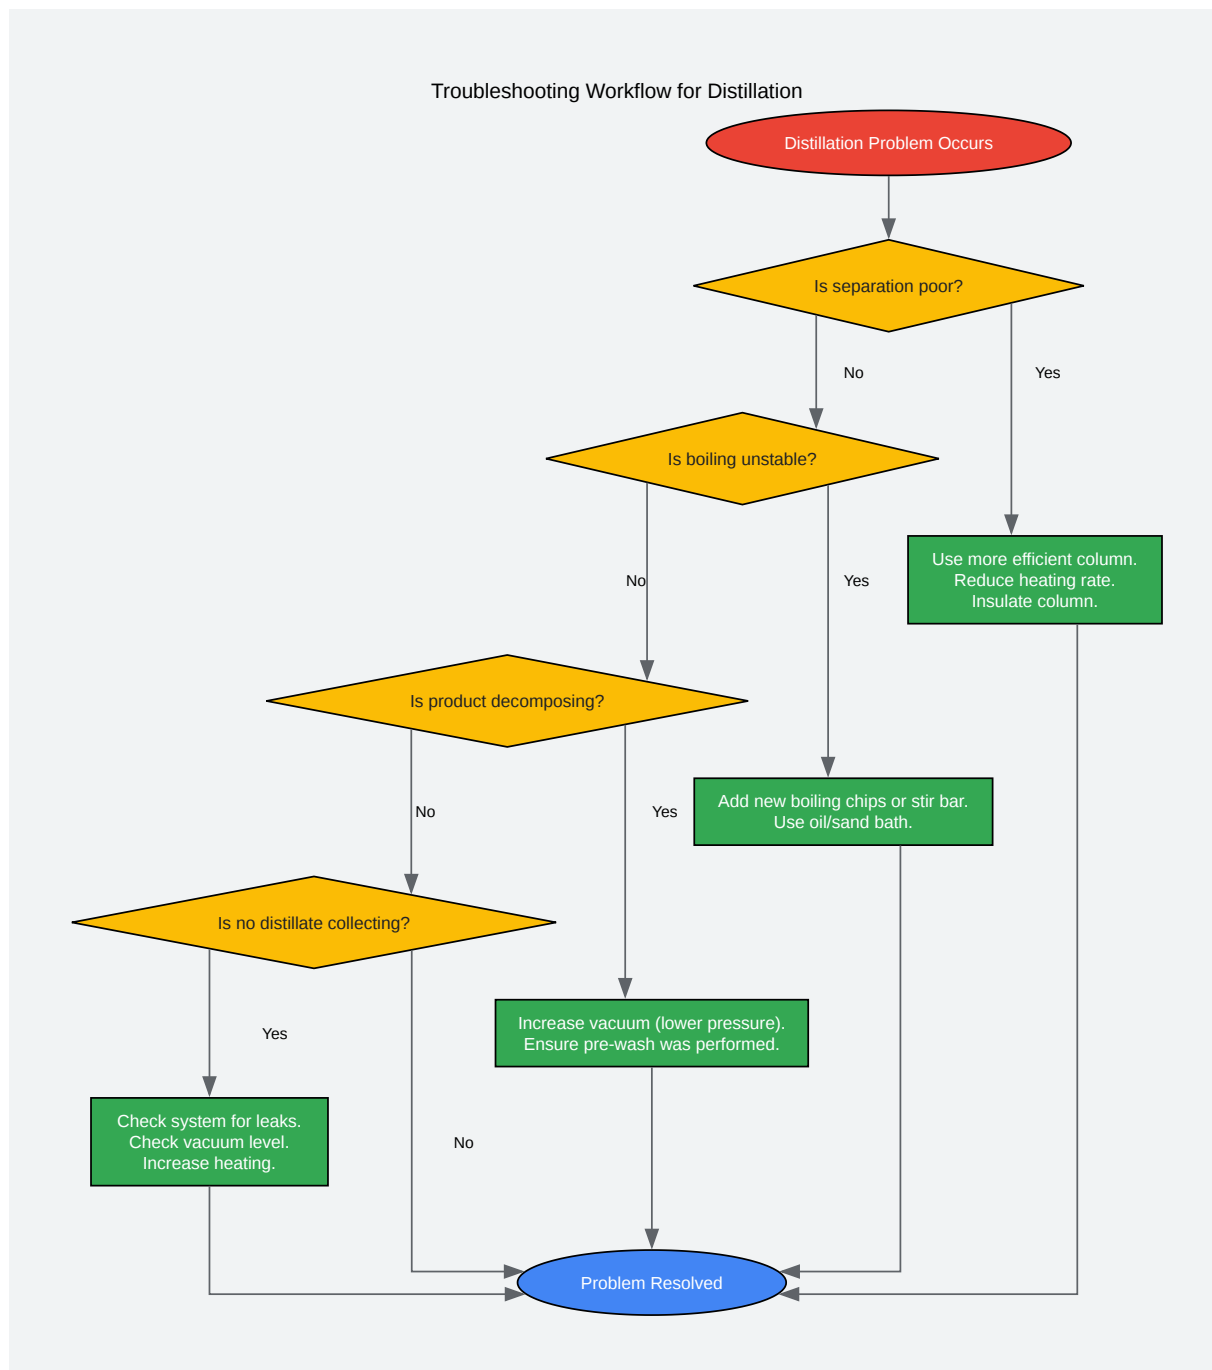 Troubleshooting Workflow for Distillation
Distillation Problem Occurs
Is separation poor?
No
Yes
Is boiling unstable?
No
Yes
Use more efficient column.
Reduce heating rate.
Insulate column.
Is product decomposing?
No
Yes
Add new boiling chips or stir bar.
Use oil/sand bath.
Is no distillate collecting?
Yes
No
Increase vacuum (lower pressure).
Ensure pre-wash was performed.
Check system for leaks.
Check vacuum level.
Increase heating.
Problem Resolved